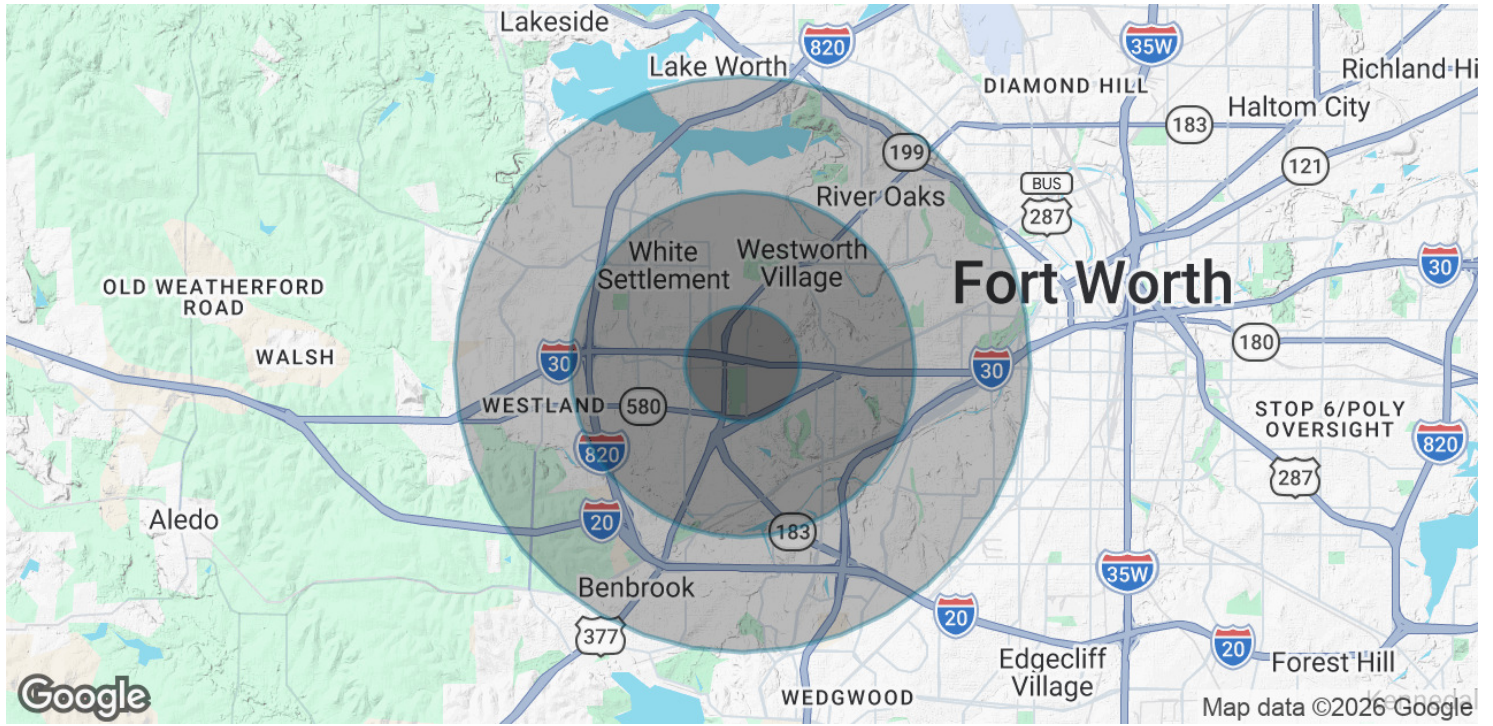 Lakeside
820
35W
Lake Worth
Richland Hi
DIAMOND HILL
Haltom City
183
199
121
BUS
287
River Oaks
White
Settlement
Westworth
Village
Fort Worth
30
OLD WEATHERFORD
ROAD
WALSH
30
30
180
WESTLAND
580
STOP 6/POLY
OVERSIGHT
820
820
287
Aledo
20
183
35W
Benbrook
20
377
20
Edgecliff
Village
Forest Hill
WEDGWOOD
Google
Map data ©2026 Google